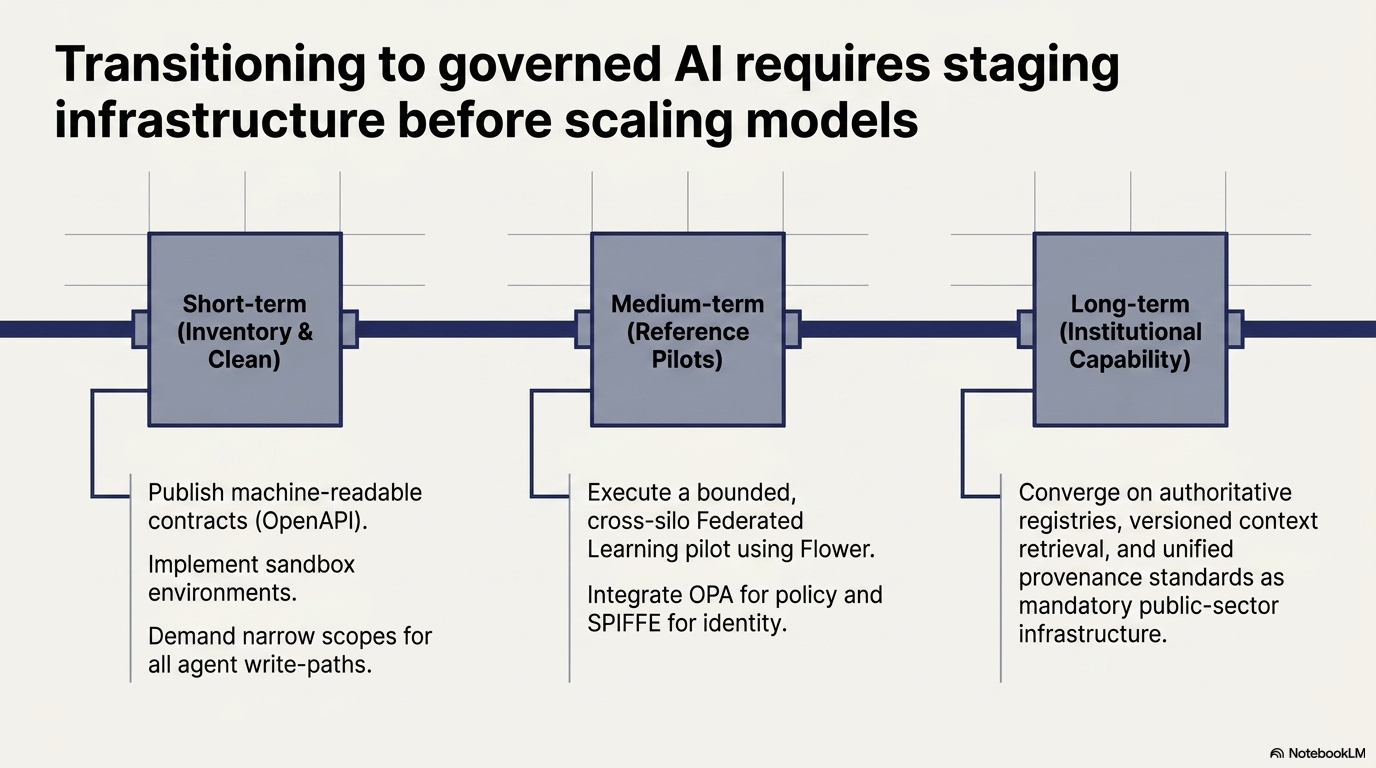 Transitioning to governed AI requires staging
infrastructure before scaling models
Short-term
(Inventory &
Clean)
Publish machine-readable
contracts (OpenAPI).
Implement sandbox
environments.
Demand narrow scopes for
all agent write-paths.
Medium-term
(Reference
Pilots)
Execute a bounded,
cross-silo Federated
Learning pilot using Flower.
Integrate OPA for policy and
SPIFFE for identity.
Long-term
(Institutional
Capability)
Converge on authoritative
registries, versioned context
retrieval, and unified
provenance standards as
mandatory public-sector
infrastructure.
NotebookLM